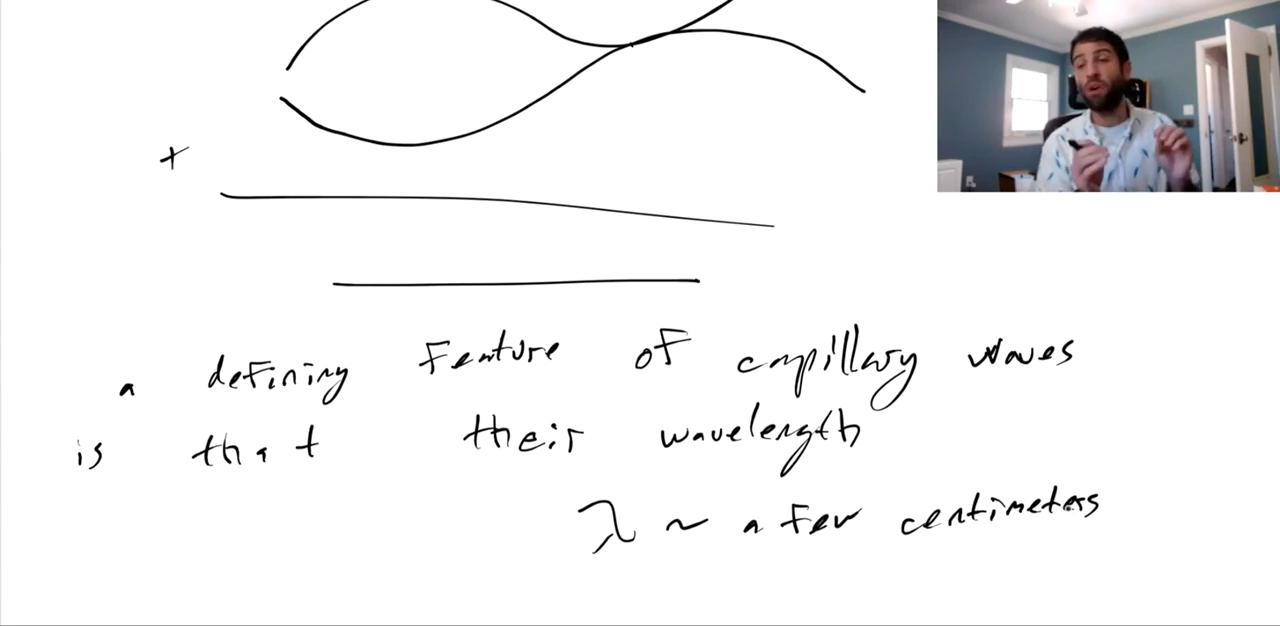 +
a defining feature of capillary waves
is that their wavelength
λ ~ a few centimeters